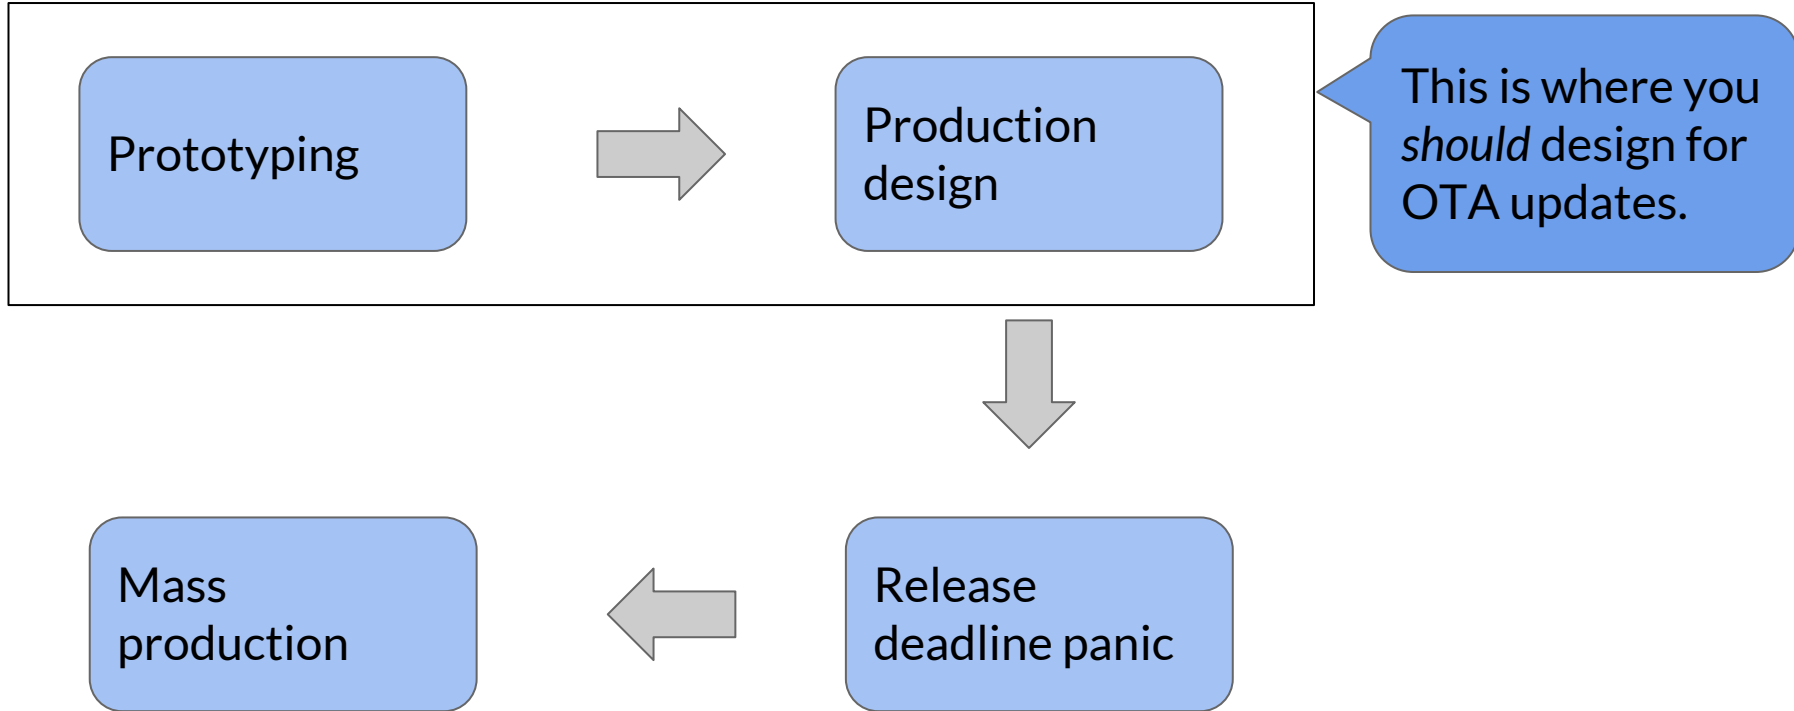 Prototyping
Production
design
This is where you
should design for
OTA updates.
Release
deadline panic
Mass
production